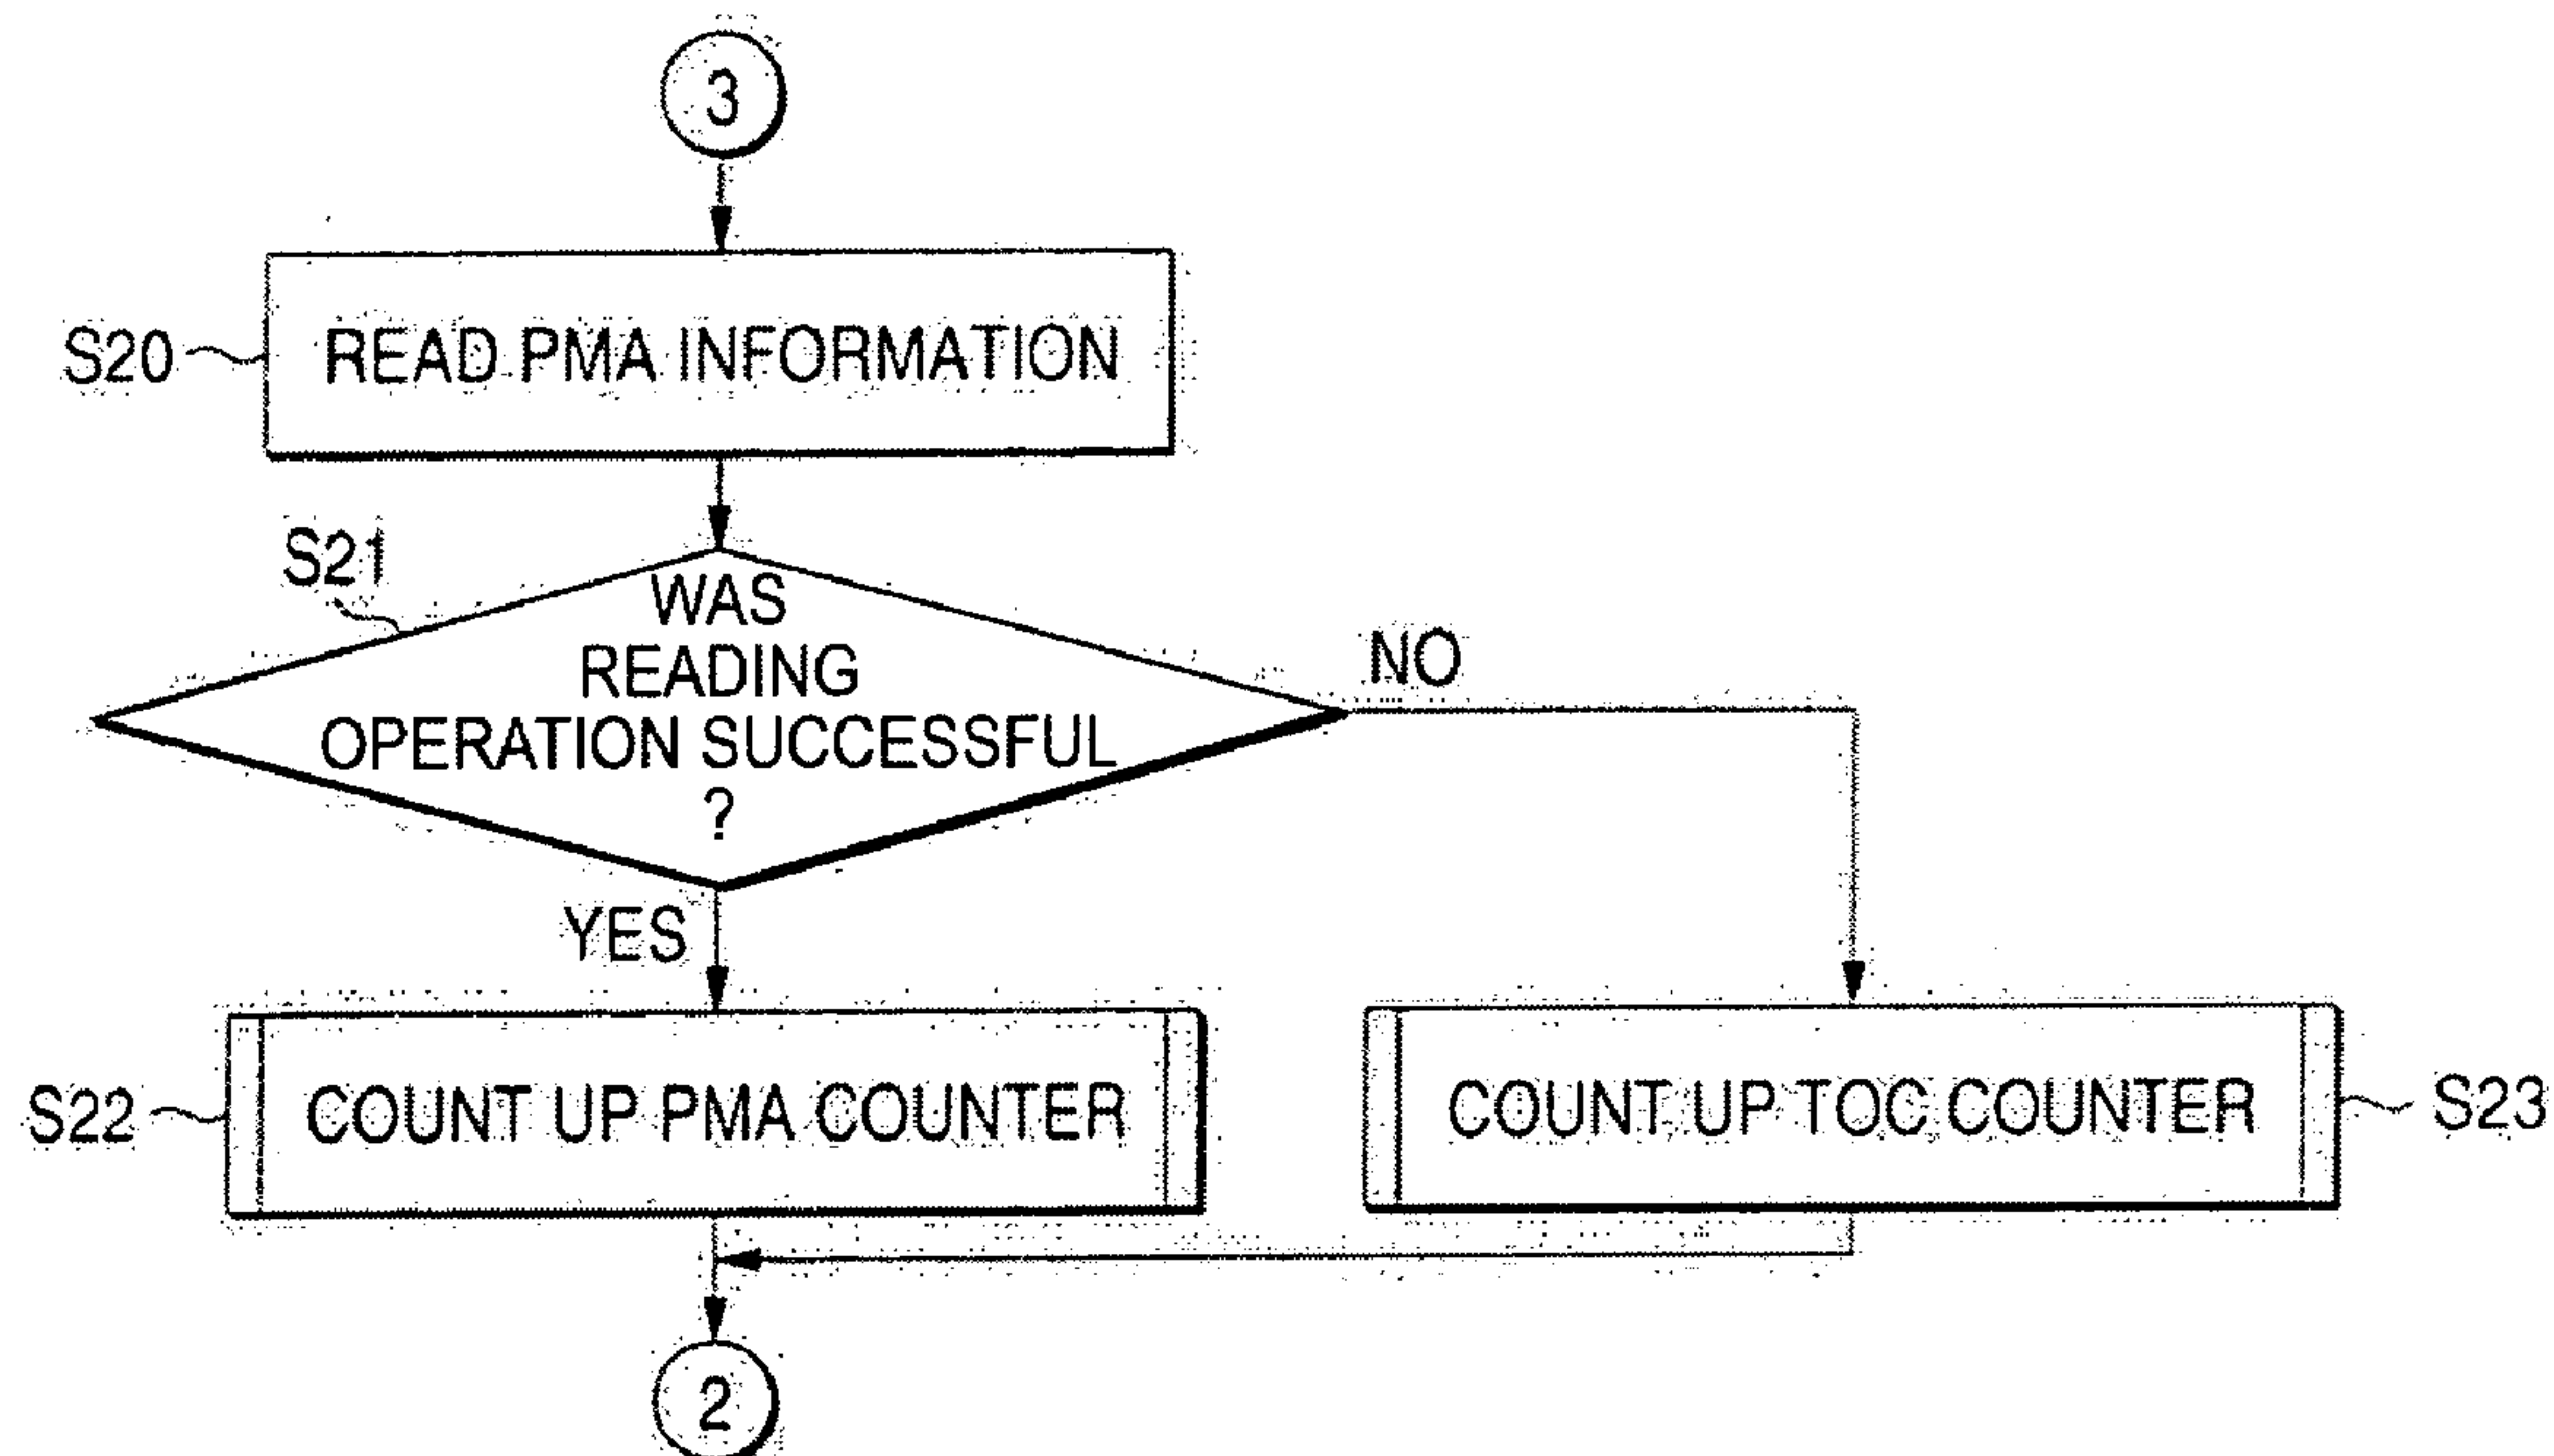 3
S20
READ PMA INFORMATION
S21
WAS
READING
OPERATION SUCCESSFUL
?
NO
YES
S22
COUNT UP PMA COUNTER
COUNT UP TOC COUNTER
S23
2